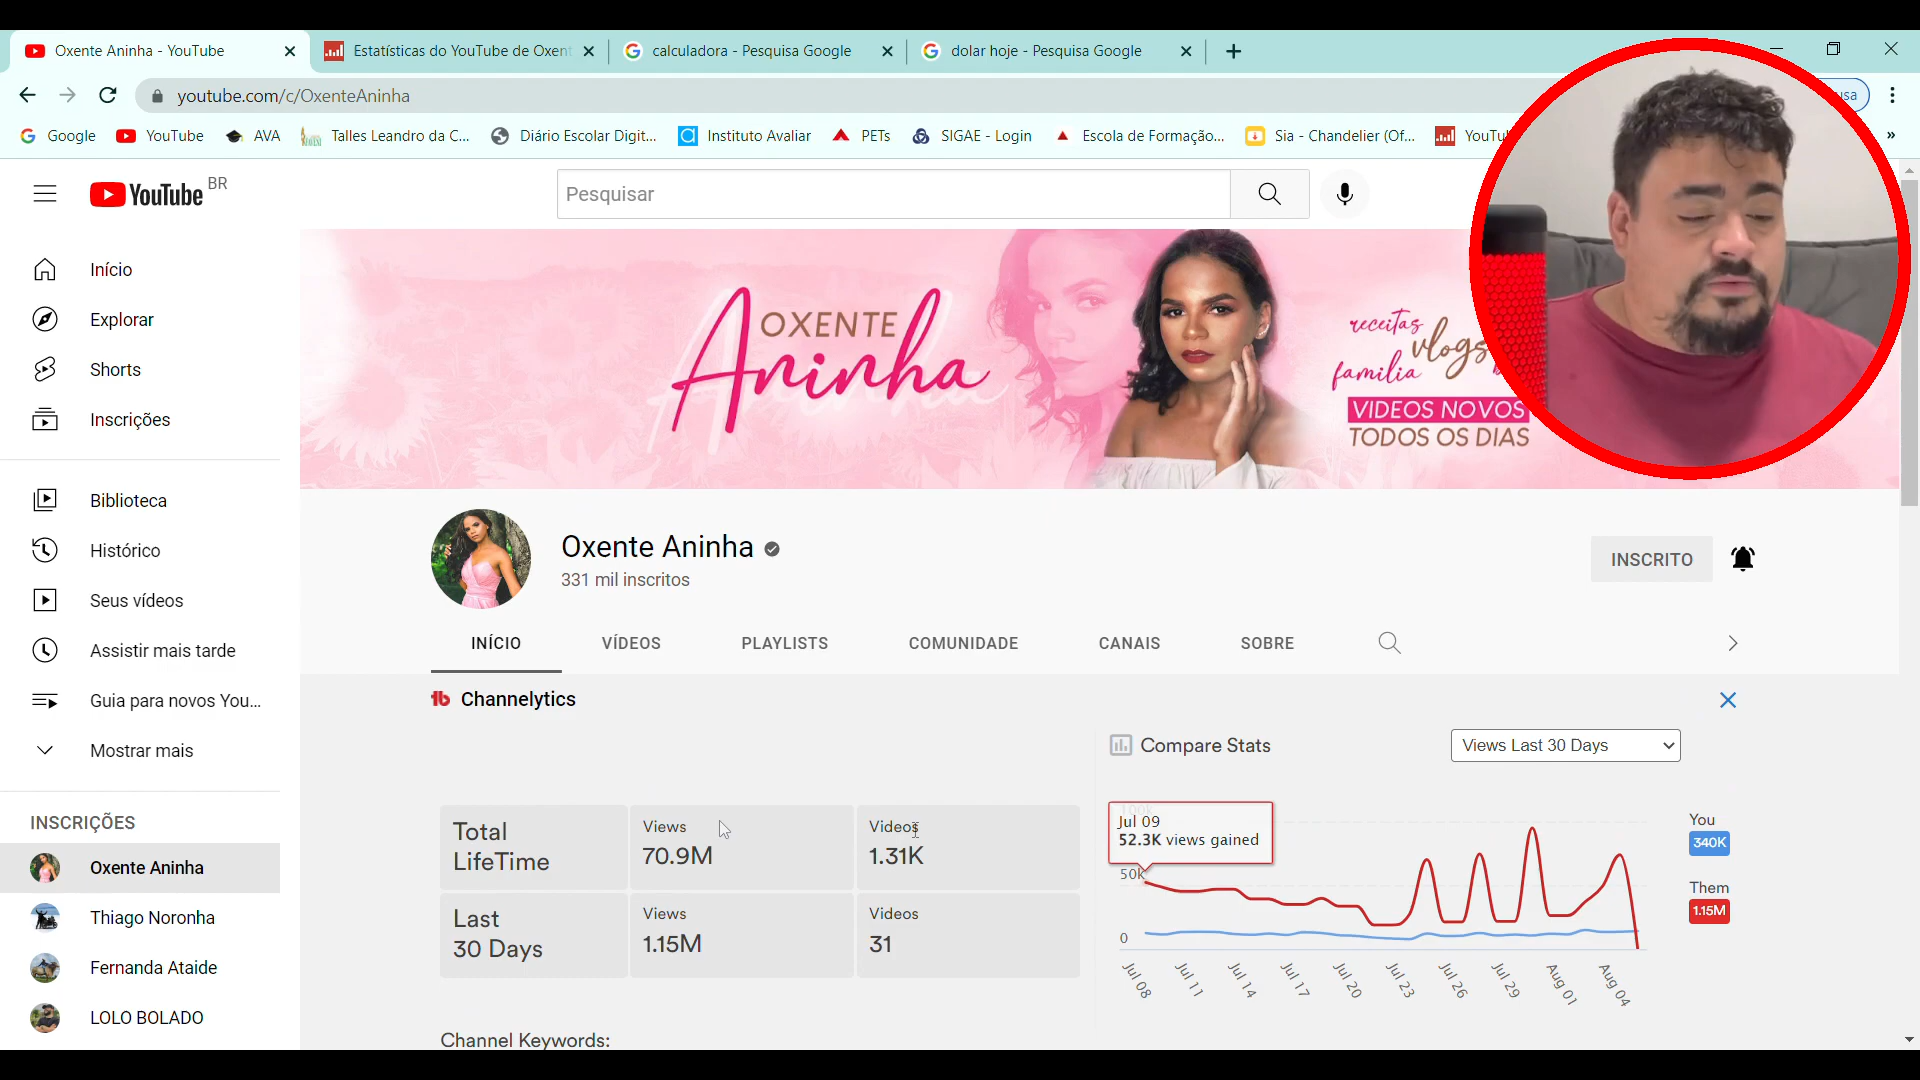 Oxente Aninha - YouTube
Estatísticas do YouTube de Oxent
calculadora - Pesquisa Google
dolar hoje - Pesquisa Google
youtube.com/c/OxenteAninha
usa
Google
YouTube
AVA
Talles Leandro da C...
Diário Escolar Digit...
Instituto Avaliar
PETs
SIGAE - Login
Escola de Formação...
Sia - Chandelier (Of...
YouTu
»
YouTube BR
Pesquisar
Início
Explorar
Shorts
Inscrições
Biblioteca
Histórico
Seus vídeos
Assistir mais tarde
Guia para novos You...
Mostrar mais
INSCRIÇÕES
Oxente Aninha
Thiago Noronha
Fernanda Ataide
LOLO BOLADO
OXENTE
Aninha
receitas
vlogs
familia
VIDEOS NOVOS
TODOS OS DIAS
Oxente Aninha
331 mil inscritos
INSCRITO
INÍCIO
VÍDEOS
PLAYLISTS
COMUNIDADE
CANAIS
SOBRE
tb Channelytics
Total
LifeTime
Views
70.9M
Videos
1.31K
Last
30 Days
Views
1.15M
Videos
31
Channel Keywords:
Compare Stats
Views Last 30 Days
100k
Jul 09
52.3K views gained
50k
0
Jul 08
Jul 11
Jul 14
Jul 17
Jul 20
Jul 23
Jul 26
Jul 29
Aug 01
Aug 04
You
340K
Them
1.15M